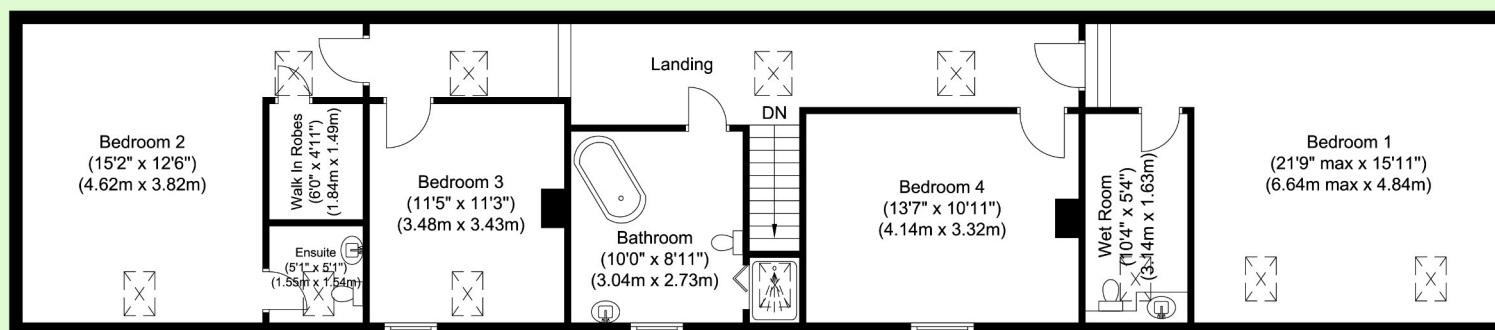 Bedroom 2
(15'2" x 12'6")
(4.62m x 3.82m)
Walk In Robes
(6'0" x 4'11")
(1.84m x 1.49m)
Ensuite
(5'1" x 5'1")
(1.55m x 1.54m)
Bedroom 3
(11'5" x 11'3")
(3.48m x 3.43m)
Landing
DN
Bathroom
(10'0" x 8'11")
(3.04m x 2.73m)
Bedroom 4
(13'7" x 10'11")
(4.14m x 3.32m)
Wet Room
(10'4" x 5'4")
(3.14m x 1.63m)
Bedroom 1
(21'9" max x 15'11")
(6.64m max x 4.84m)